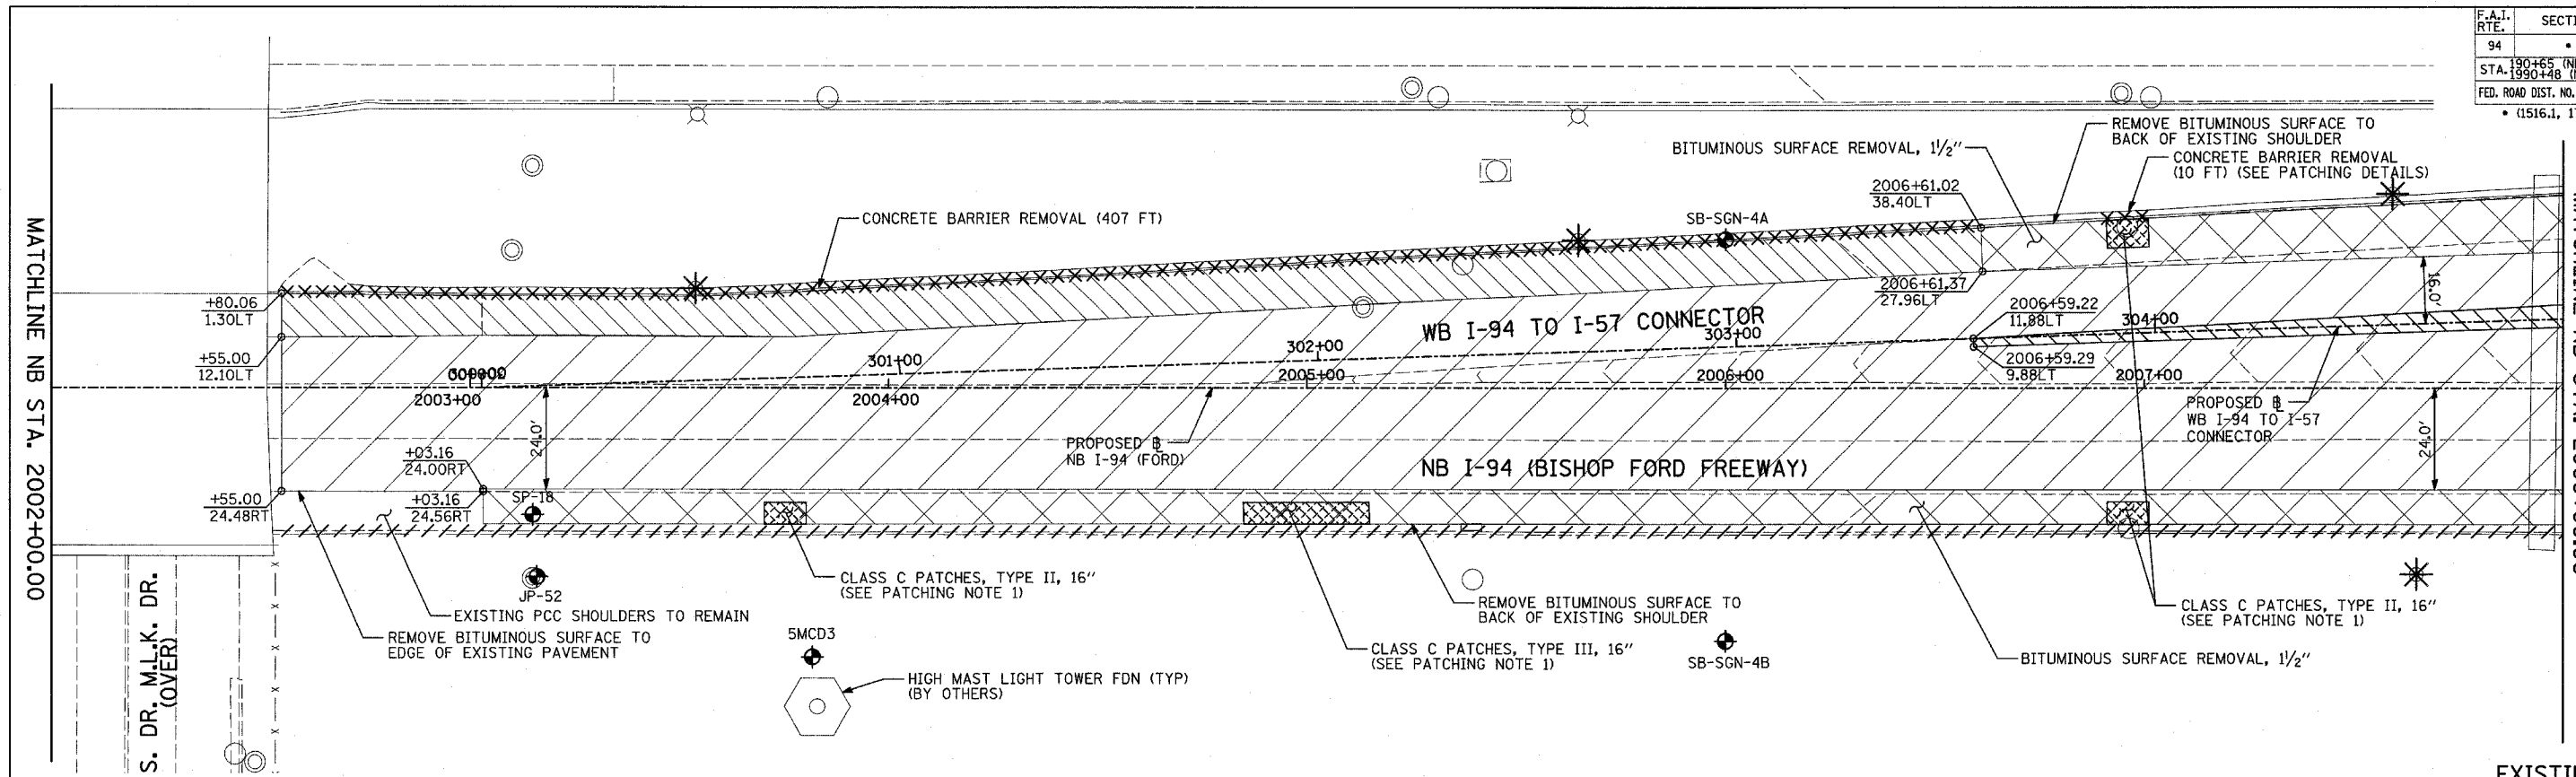 F.A.I. RTE.
94
STA. 190+65
1990+48
FED. ROAD DIST. NO.
• (1516.1,
REMOVE BITUMINOUS SURFACE TO
BACK OF EXISTING SHOULDER
BITUMINOUS SURFACE REMOVAL, 1½"
CONCRETE BARRIER REMOVAL
(10 FT) (SEE PATCHING DETAILS)
2006+61.02
38.40LT
CONCRETE BARRIER REMOVAL (407 FT)
SB-SGN-4A
MATCHLINE NB STA. 2002+00.00
+80.06
1.30LT
2006+61.37
27.96LT
16.0'
2006+59.22
11.88LT
WB I-94 TO I-57 CONNECTOR
301+00
302+00
303+00
304+00
+55.00
12.10LT
2006+59.29
9.88LT
2003+00
2004+00
2005+00
2006+00
2007+00
24.0'
PROPOSED ℄
WB I-94 TO I-57
CONNECTOR
PROPOSED ℄
NB I-94 (FORD)
24.0'
+03.16
24.00RT
NB I-94 (BISHOP FORD FREEWAY)
+55.00
24.48RT
+03.16
24.56RT
SP-18
JP-52
CLASS C PATCHES, TYPE II, 16"
(SEE PATCHING NOTE 1)
EXISTING PCC SHOULDERS TO REMAIN
REMOVE BITUMINOUS SURFACE TO
EDGE OF EXISTING PAVEMENT
REMOVE BITUMINOUS SURFACE TO
BACK OF EXISTING SHOULDER
CLASS C PATCHES, TYPE II, 16"
(SEE PATCHING NOTE 1)
5MCD3
CLASS C PATCHES, TYPE III, 16"
(SEE PATCHING NOTE 1)
SB-SGN-4B
BITUMINOUS SURFACE REMOVAL, 1½"
HIGH MAST LIGHT TOWER FDN (TYP)
(BY OTHERS)
S. DR. M.L.K. DR.
(OVER)